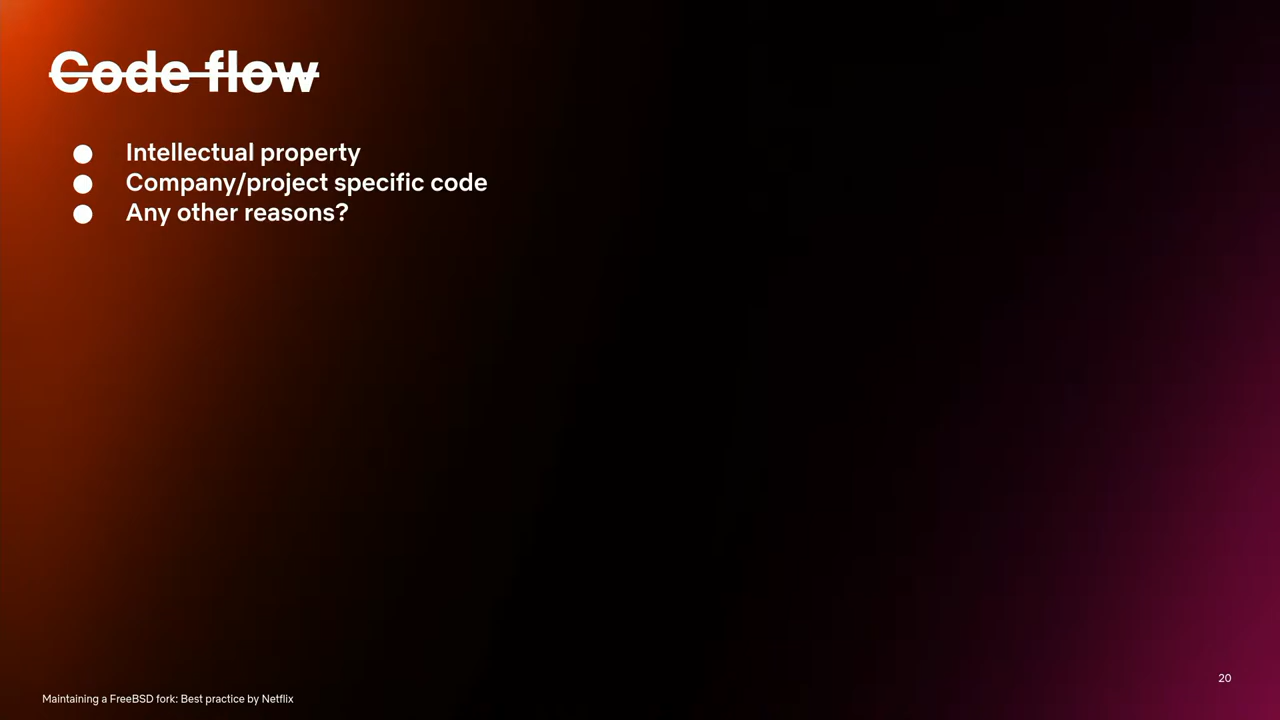 Code flow
● Intellectual property
● Company/project specific code
● Any other reasons?
20
Maintaining a FreeBSD fork: Best practice by Netflix